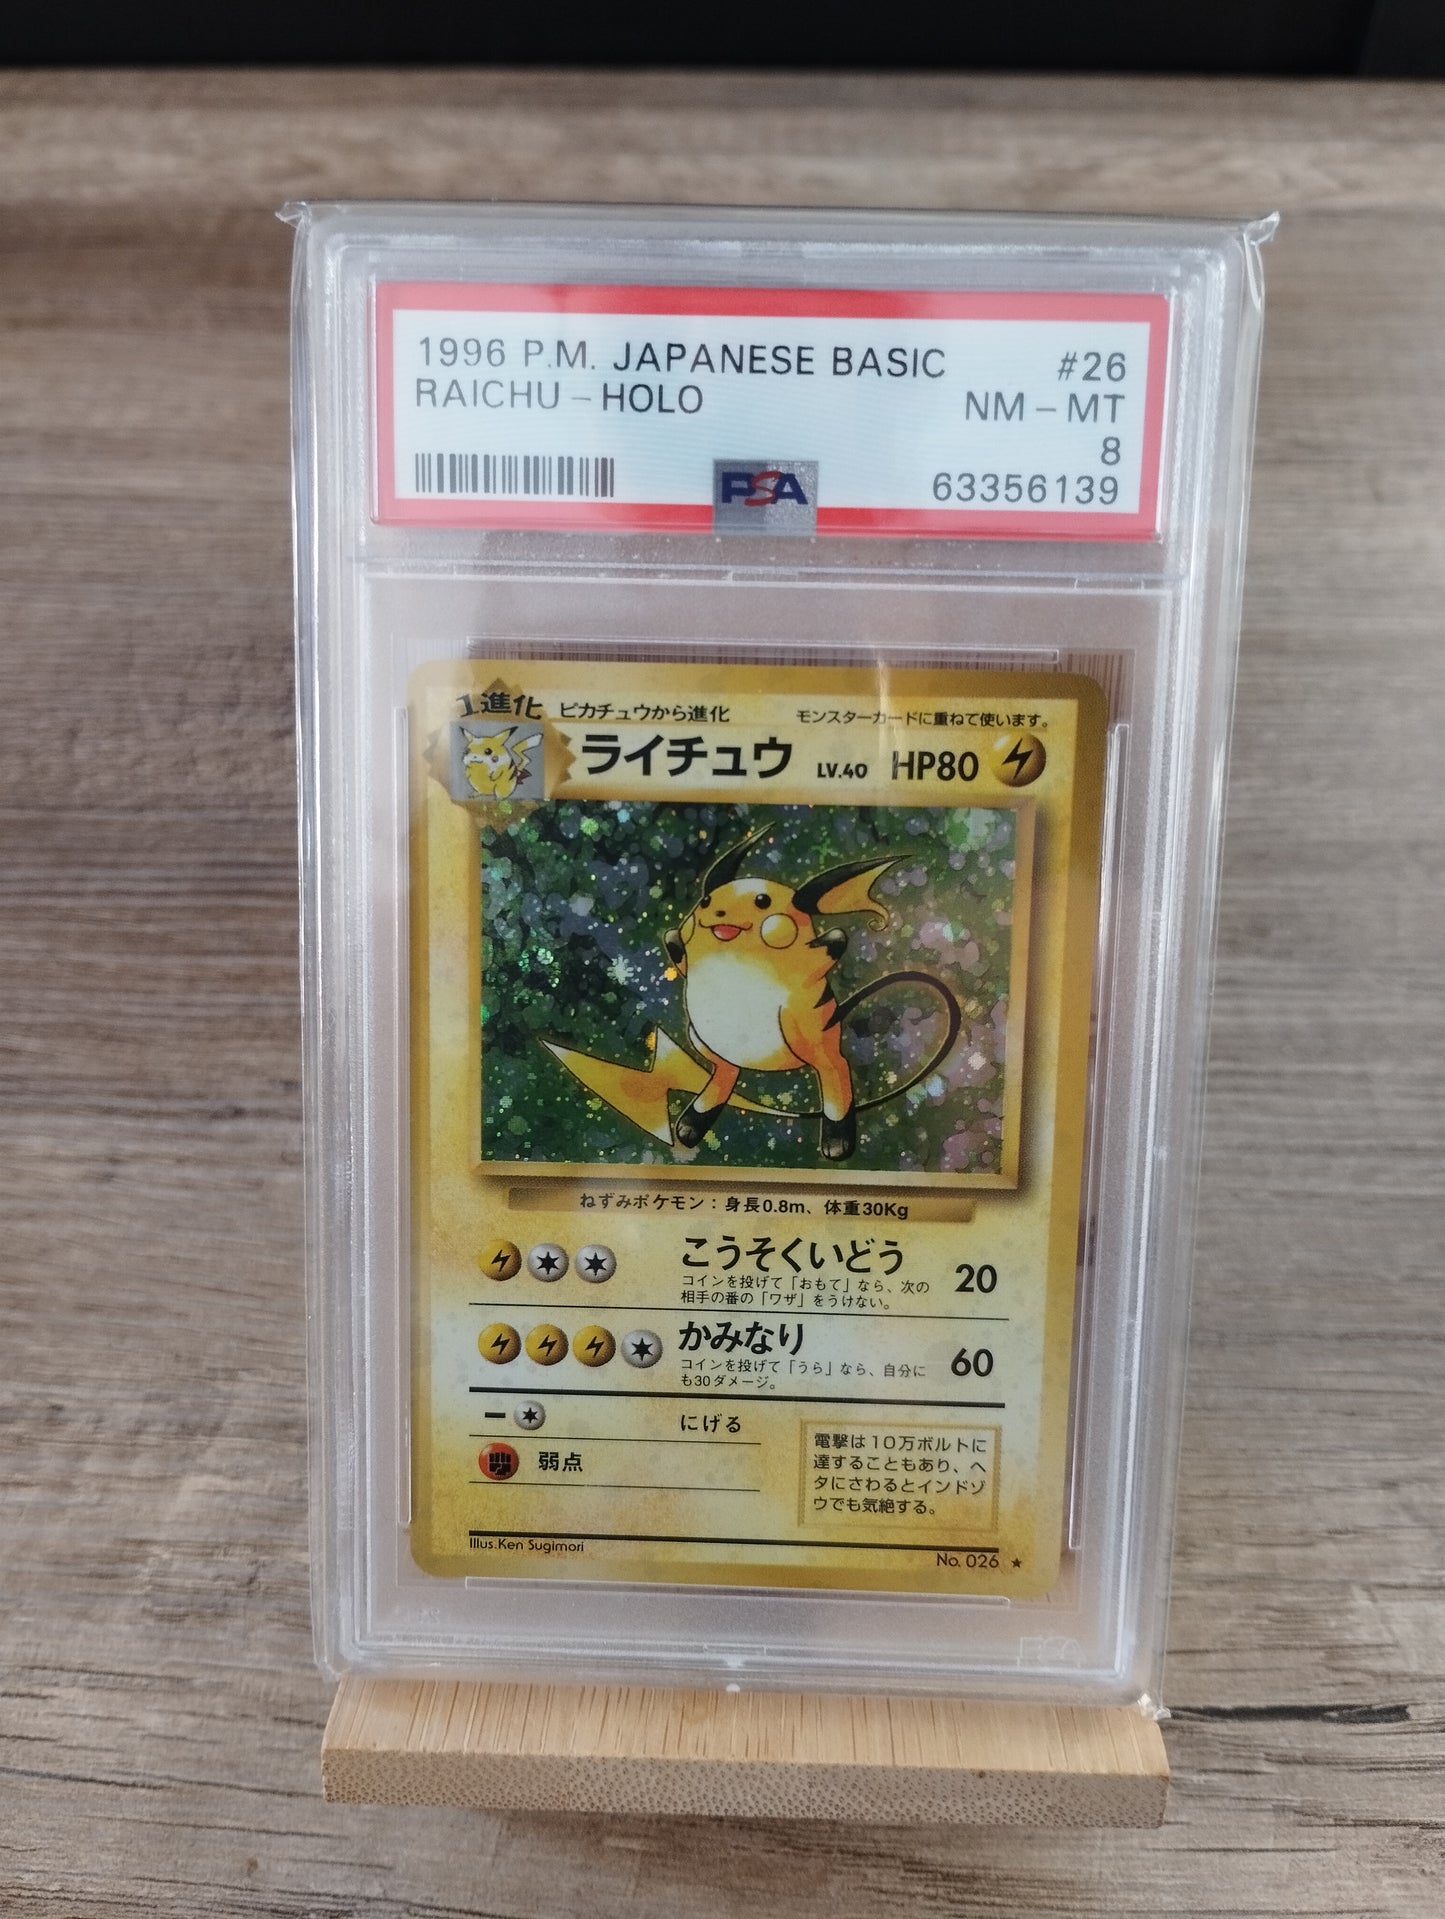 1996 P.M. JAPANESE BASIC #26
RAICHU - HOLO NM - MT
8
PSA 63356139
1進化 ピカチュウから進化 モンスターカードに重ねて使います。
ライチュウ LV.40 HP80
ねずみポケモン：身長0.8m、体重30Kg
こうそくいどう 20
コインを投げて「おもて」なら、次の
相手の番の「ワザ」をうけない。
かみなり 60
コインを投げて「うら」なら、自分に
も30ダメージ。
ー にげる
弱点
電撃は10万ボルトに
達することもあり、ヘ
タにさわるとインドゾ
ウでも気絶する。
Illus.Ken Sugimori
No. 026 ★
PSA